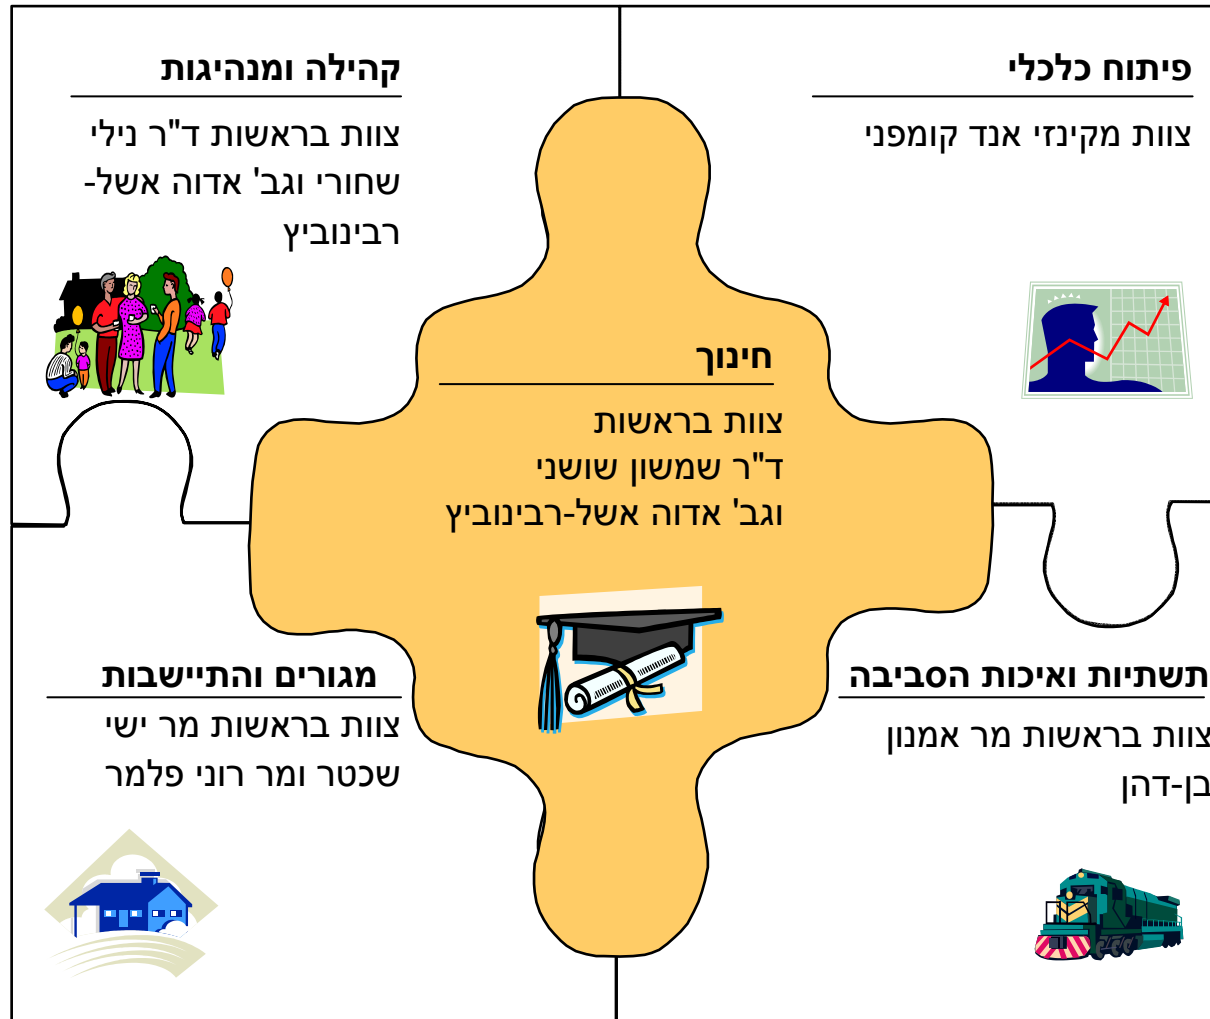 פיתוח כלכלי
צוות מקינזי אנד קומפני
קהילה ומנהיגות
צוות בראשות ד"ר נילי
שחורי וגב' אדוה אשל-
רבינוביץ
חינוך
צוות בראשות
ד"ר שמשון שושני
וגב' אדוה אשל-רבינוביץ
תשתיות ואיכות הסביבה
צוות בראשות מר אמנון
בן-דהן
מגורים והתיישבות
צוות בראשות מר ישי
שכטר ומר רוני פלמר